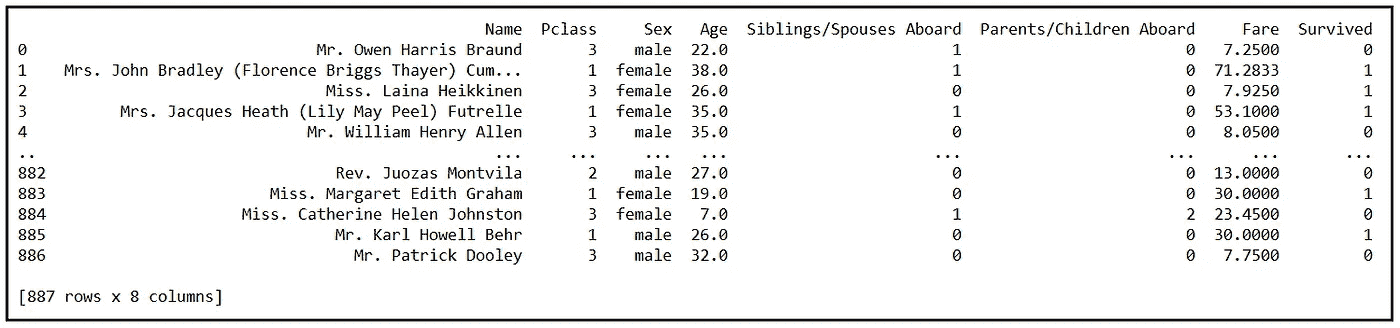 Name Pclass Sex Age Siblings/Spouses Aboard Parents/Children Aboard Fare Survived
0 Mr. Owen Harris Braund 3 male 22.0 1 0 7.2500 0
1 Mrs. John Bradley (Florence Briggs Thayer) Cum... 1 female 38.0 1 0 71.2833 1
2 Miss. Laina Heikkinen 3 female 26.0 0 0 7.9250 1
3 Mrs. Jacques Heath (Lily May Peel) Futrelle 1 female 35.0 1 0 53.1000 1
4 Mr. William Henry Allen 3 male 35.0 0 0 8.0500 0
.. ... ... ... ... ... ... ... ...
882 Rev. Juozas Montvila 2 male 27.0 0 0 13.0000 0
883 Miss. Margaret Edith Graham 1 female 19.0 0 0 30.0000 1
884 Miss. Catherine Helen Johnston 3 female 7.0 1 2 23.4500 0
885 Mr. Karl Howell Behr 1 male 26.0 0 0 30.0000 1
886 Mr. Patrick Dooley 3 male 32.0 0 0 7.7500 0
[887 rows x 8 columns]